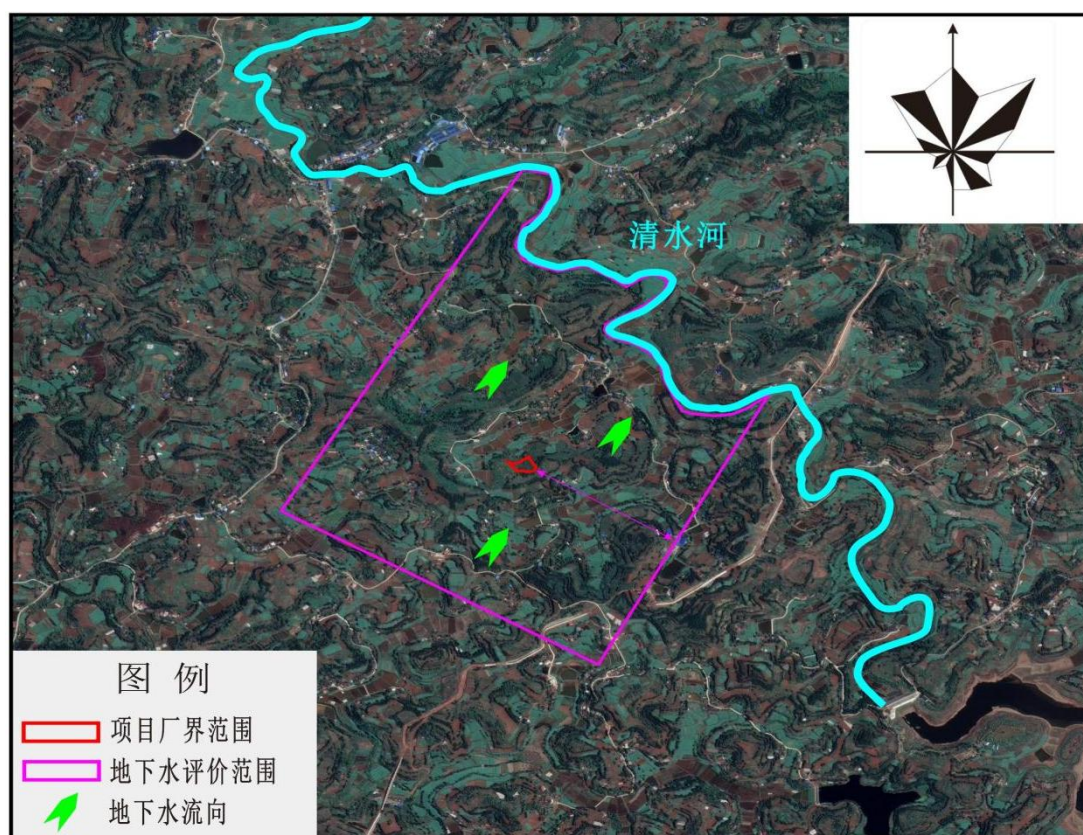 清水河
图 例
项目厂界范围
地下水评价范围
地下水流向